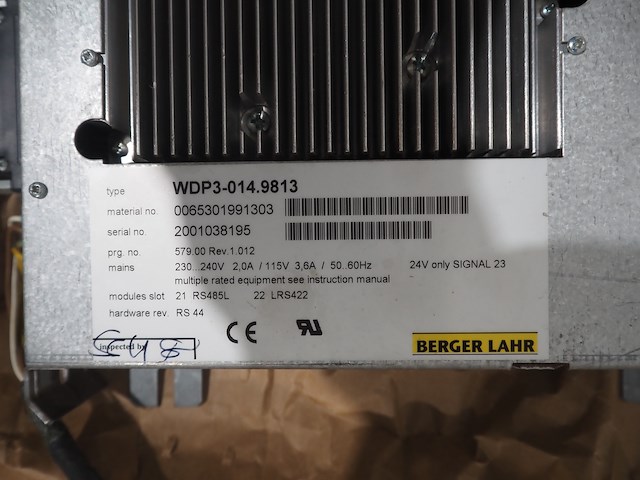 type WDP3-014.9813
material no. 0065301991303
serial no. 2001038195
prg. no. 579.00 Rev.1.012
mains 230...240V 2,0A / 115V 3,6A / 50..60Hz 24V only SIGNAL 23
multiple rated equipment see instruction manual
modules slot 21 RS485L 22 LRS422
hardware rev. RS 44
inspected by
CE
BERGER LAHR